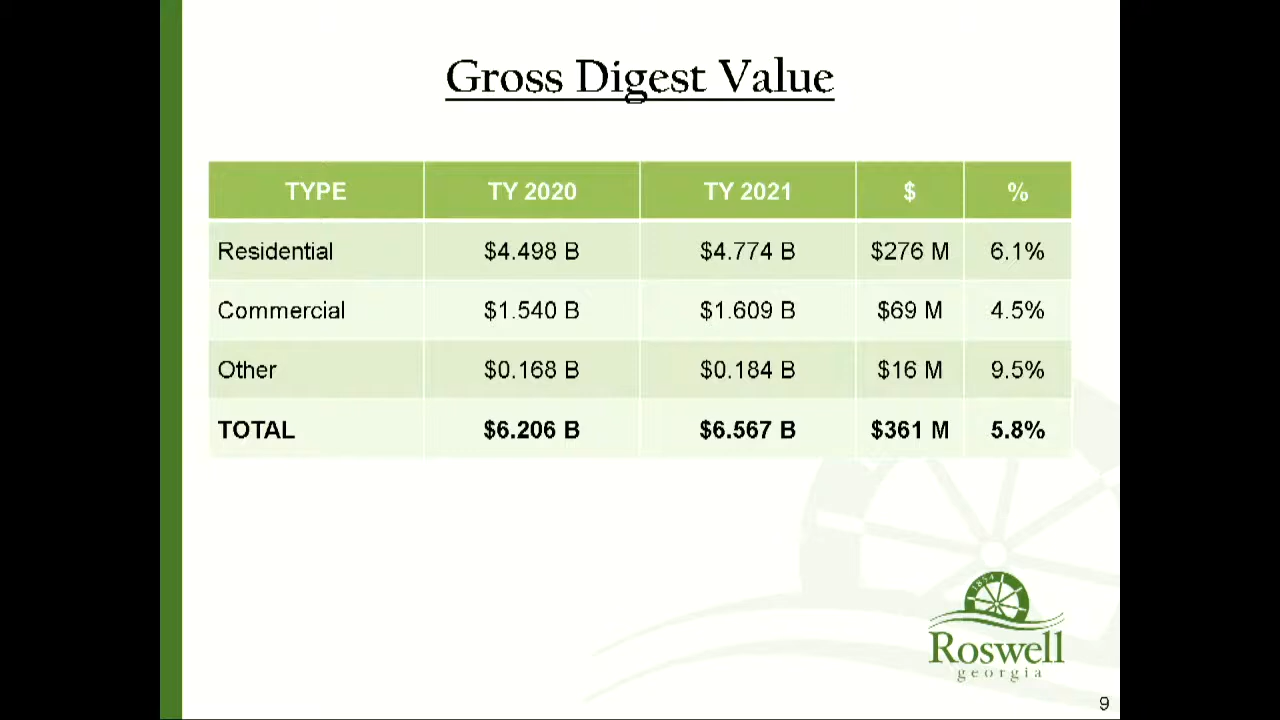 Gross Digest Value
TYPE TY 2020 TY 2021 $ %
Residential $4.498 B $4.774 B $276 M 6.1%
Commercial $1.540 B $1.609 B $69 M 4.5%
Other $0.168 B $0.184 B $16 M 9.5%
TOTAL $6.206 B $6.567 B $361 M 5.8%
1854
Roswell
georgia
9